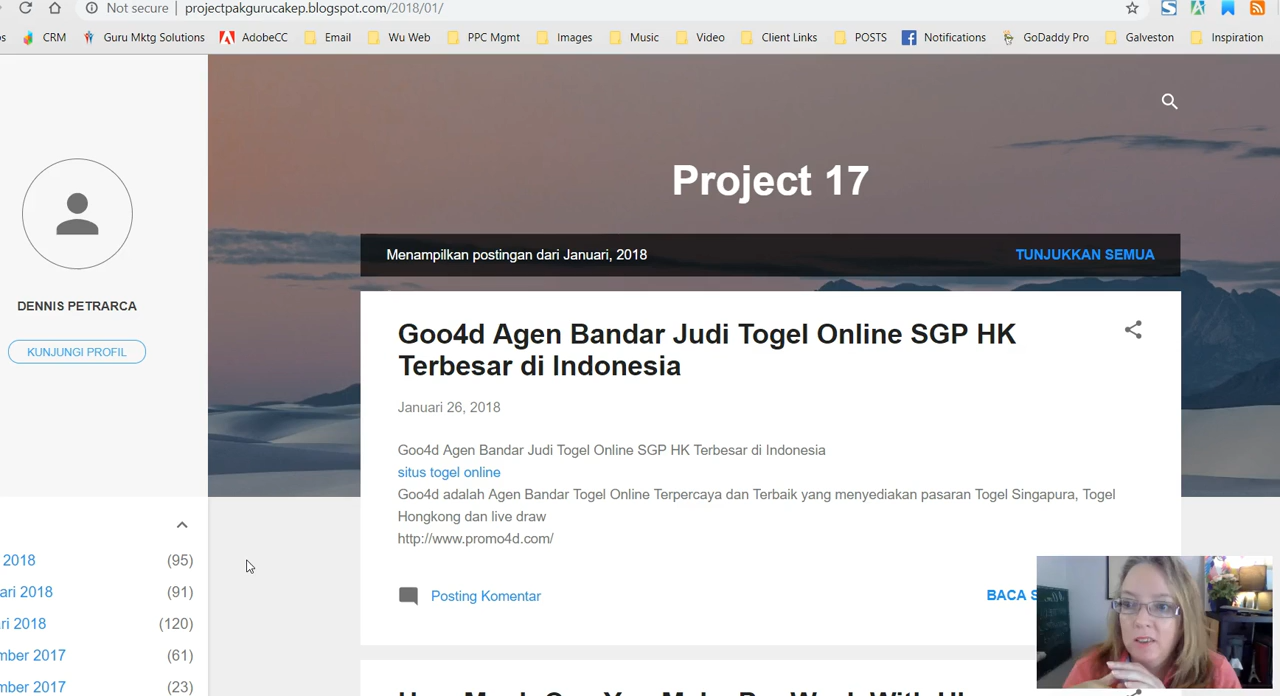 Not secure | projectpakgurucakep.blogspot.com/2018/01/
CRM Guru Mktg Solutions AdobeCC Email Wu Web PPC Mgmt Images Music Video Client Links POSTS Notifications GoDaddy Pro Galveston Inspiration
Project 17
DENNIS PETRARCA
KUNJUNGI PROFIL
Menampilkan postingan dari Januari, 2018
TUNJUKKAN SEMUA
Goo4d Agen Bandar Judi Togel Online SGP HK
Terbesar di Indonesia
Januari 26, 2018
Goo4d Agen Bandar Judi Togel Online SGP HK Terbesar di Indonesia
situs togel online
Goo4d adalah Agen Bandar Togel Online Terpercaya dan Terbaik yang menyediakan pasaran Togel Singapura, Togel
Hongkong dan live draw
http://www.promo4d.com/
Posting Komentar
BACA S
2018 (95)
ari 2018 (91)
ri 2018 (120)
mber 2017 (61)
mber 2017 (23)